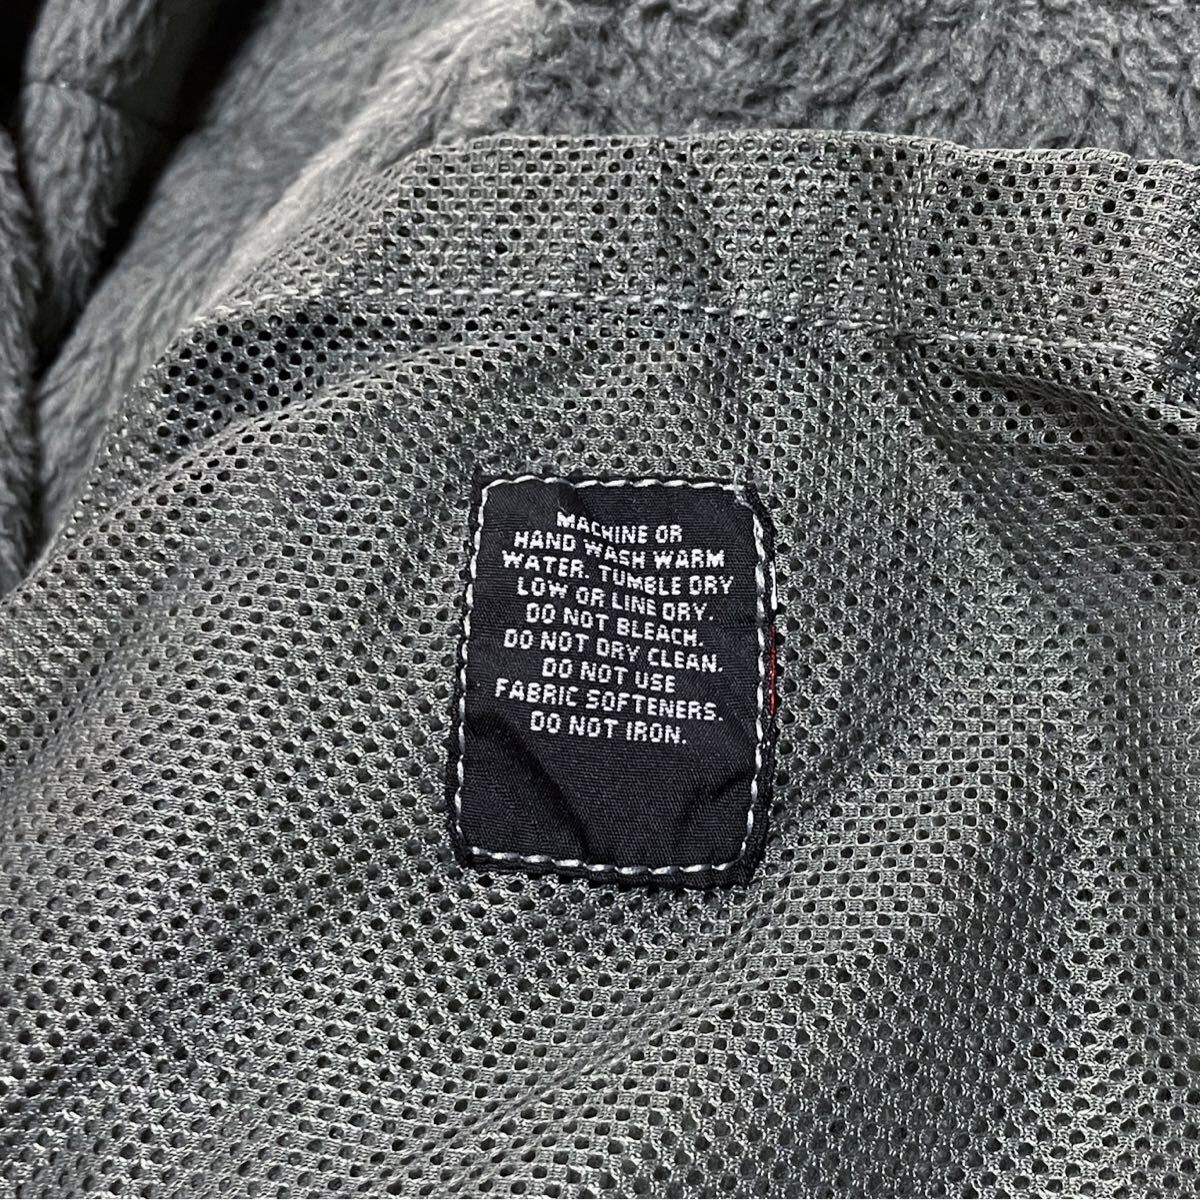 MACHINE OR
HAND WASH WARM
WATER. TUMBLE DRY
LOW OR LINE DRY.
DO NOT BLEACH.
DO NOT DRY CLEAN.
DO NOT USE
FABRIC SOFTENERS.
DO NOT IRON.